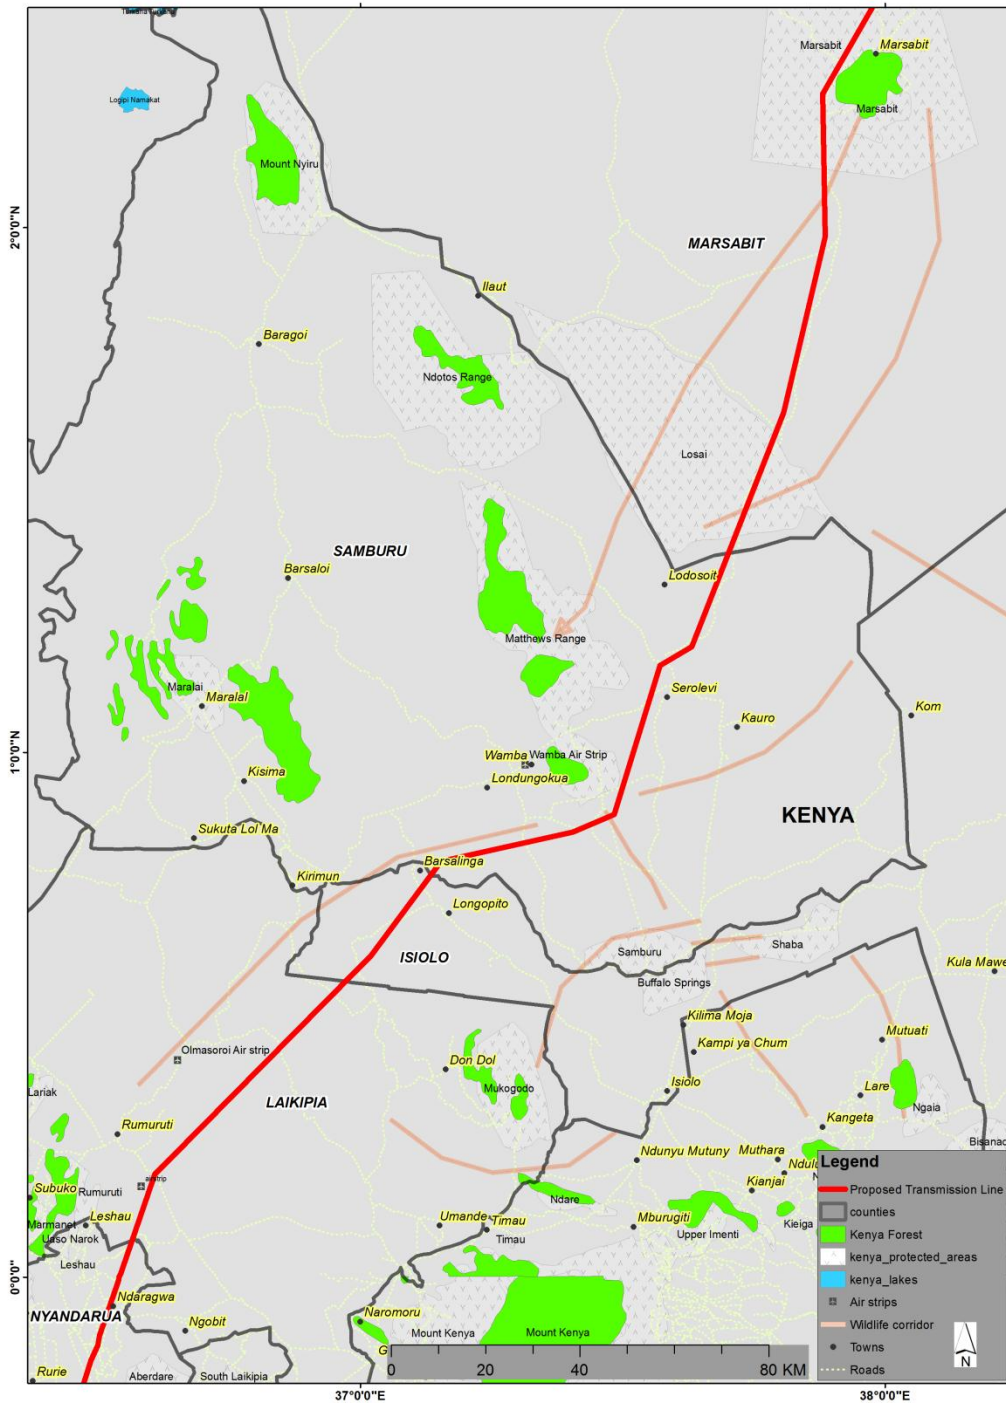 Logipi Namakat
Marsabit
Marsabit
Marsabit
Mount Nyiru
2°0'0"N
MARSABIT
Ilaut
Baragoi
Ndotos Range
Losai
SAMBURU
Barsaloi
Lodosoit
Matthews Range
Maralai
Maralal
Serolevi
Kauro
Kom
1°0'0"N
Wamba
Wamba Air Strip
Kisima
Londungokua
KENYA
Sukuta Lol Ma
Barsalinga
Kirimun
Longopito
ISIOLO
Samburu
Shaba
Buffalo Springs
Kula Mawe
Kilima Moja
Olmasoroi Air strip
Kampi ya Chum
Mutuati
Don Dol
Mukogodo
Isiolo
Lare
Lariak
LAIKIPIA
Ngaia
Kangeta
Rumuruti
Bisanad
Ndunyu Mutuny
Muthara
Ndulu
airstrip
Kianjai
Subuko
Rumuruti
Ndare
Marmanet
Leshau
Umande
Timau
Mburugiti
Upper Imenti
Kieiga
Uaso Narok
Timau
Leshau
0°0'0"
Ndaragwa
NYANDARUA
Ngobit
Naromoru
Mount Kenya
Mount Kenya
G
Rurie
Aberdare
South Laikipia
0 20 40 60 80 KM
37°0'0"E
38°0'0"E
Legend
Proposed Transmission Line
counties
Kenya Forest
kenya_protected_areas
kenya_lakes
Air strips
Wildlife corridor
Towns
Roads
N